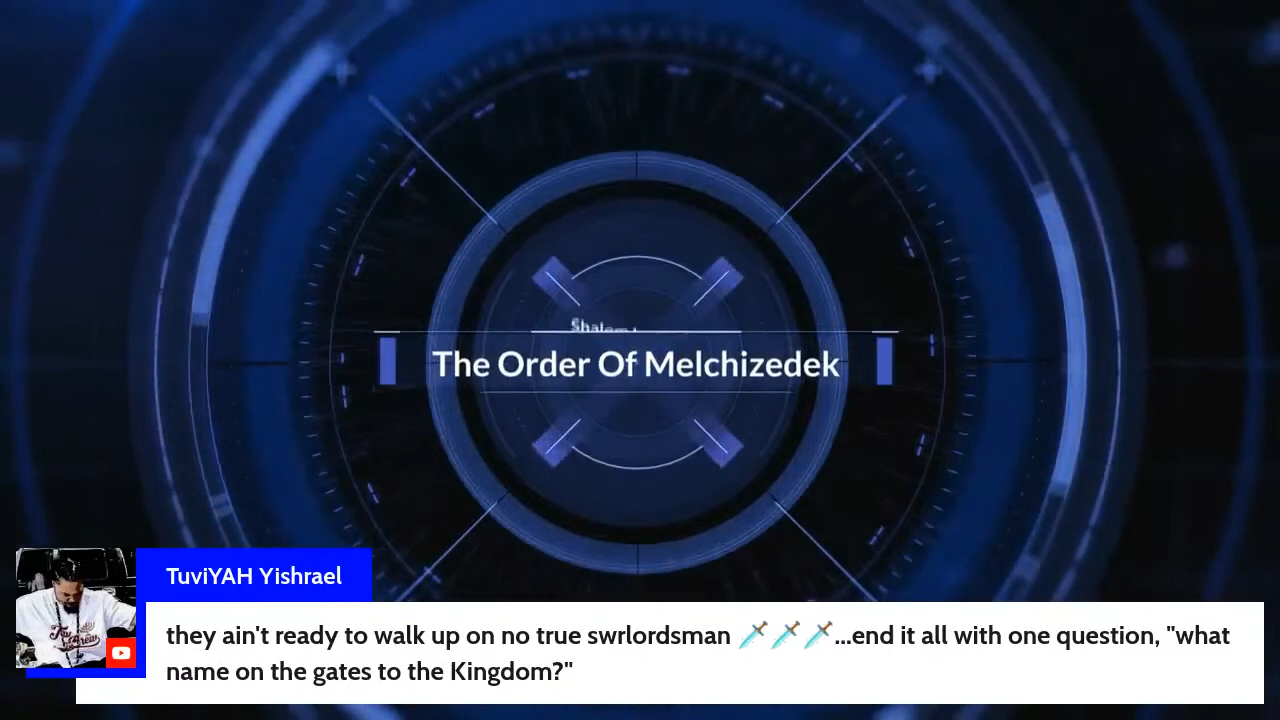 The Order Of Melchizedek
TuviYAH Yishrael
they ain't ready to walk up on no true swrlordsman 🗡️🗡️🗡️...end it all with one question, "what
name on the gates to the Kingdom?"